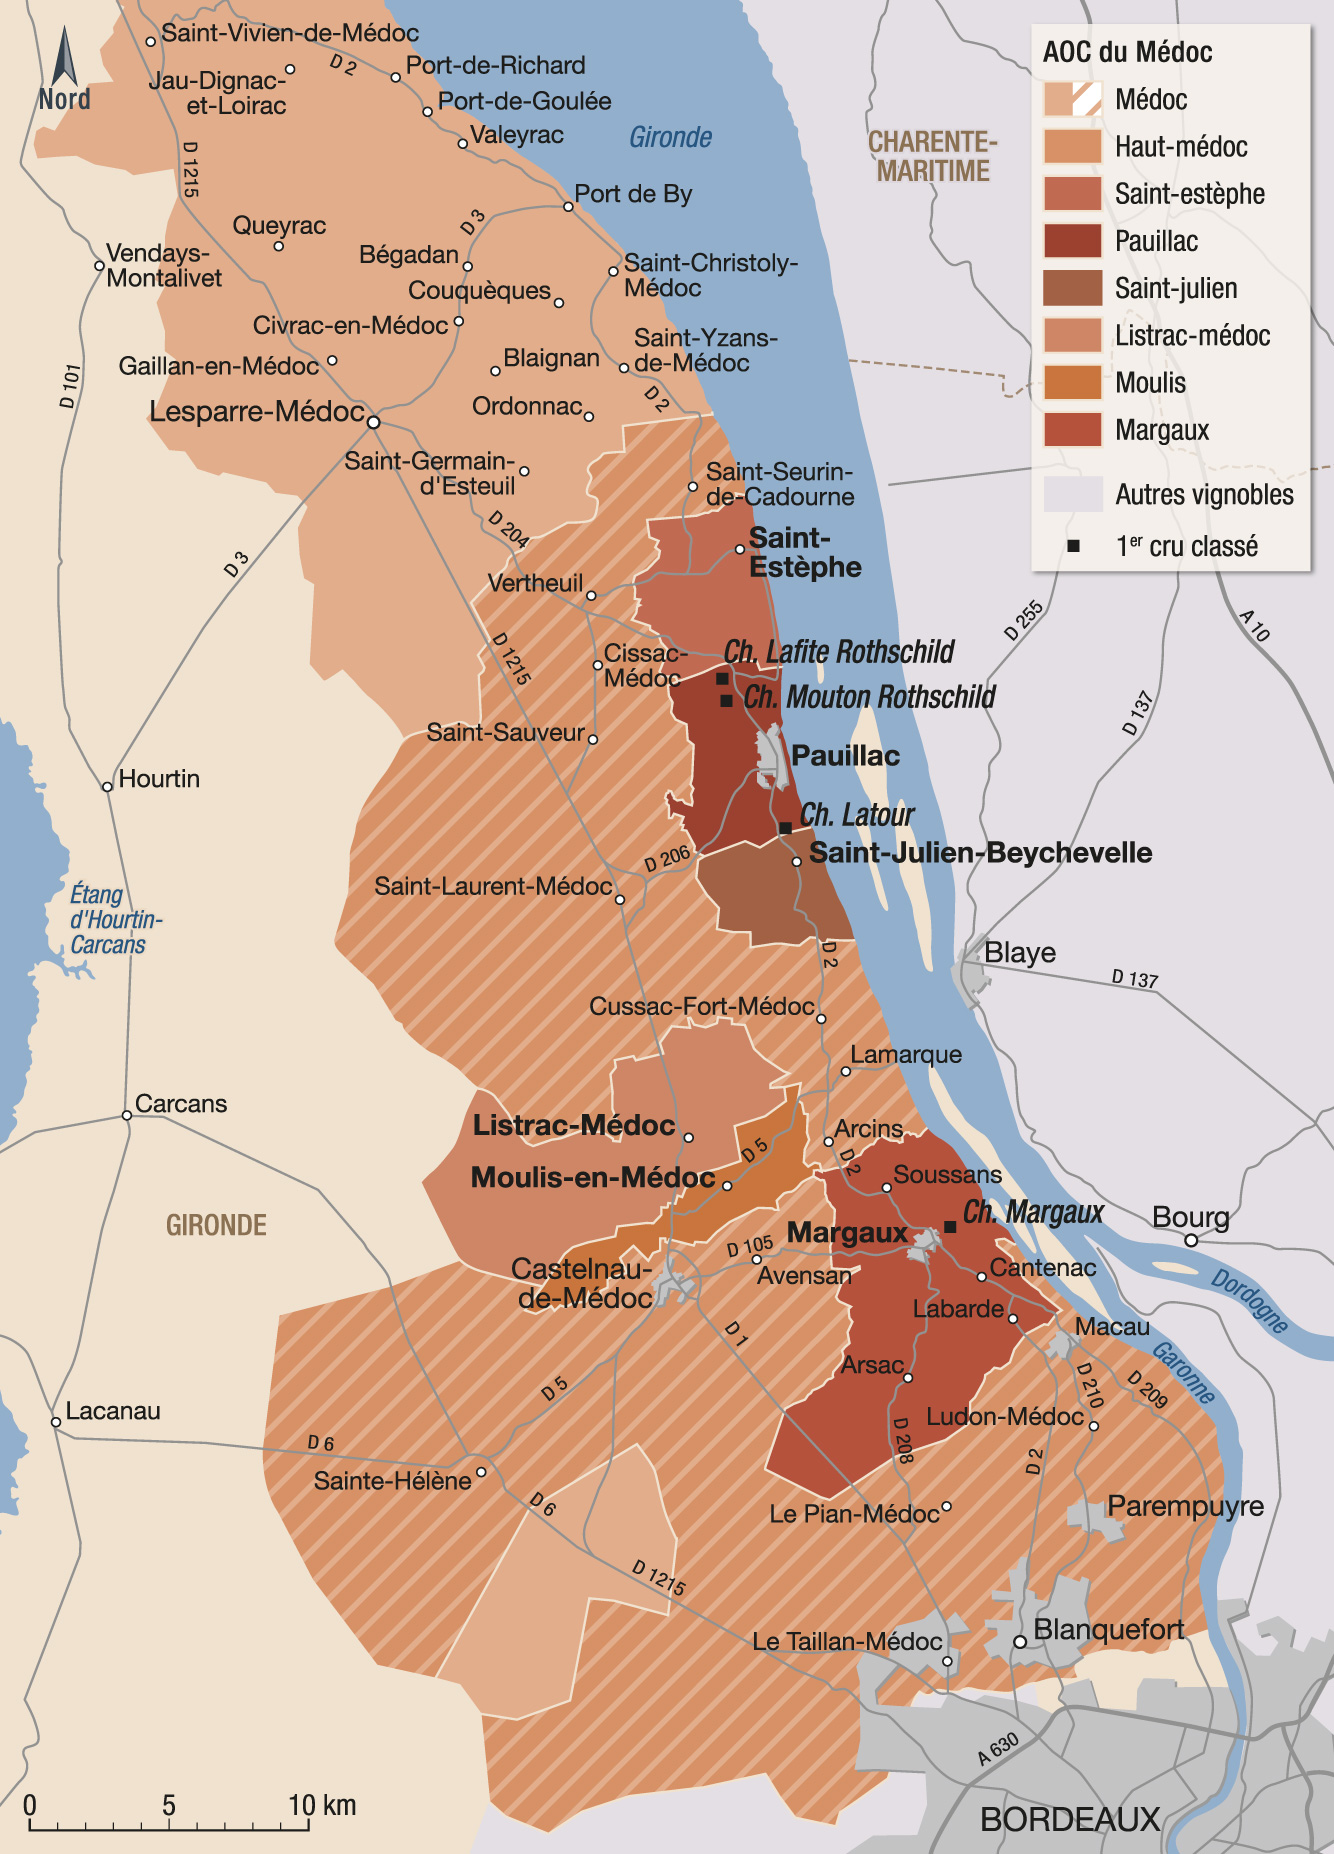 Nord
Saint-Vivien-de-Médoc
Jau-Dignac-
et-Loirac
D 2
Port-de-Richard
Port-de-Goulée
Valeyrac
Gironde
CHARENTE-
MARITIME
AOC du Médoc
Médoc
Haut-médoc
Saint-estèphe
Pauillac
Saint-julien
Listrac-médoc
Moulis
Margaux
Autres vignobles
1er cru classé
D 1215
Port de By
D 3
Queyrac
Vendays-
Montalivet
Bégadan
Saint-Christoly-
Médoc
Couquèques
Civrac-en-Médoc
Saint-Yzans-
de-Médoc
Gaillan-en-Médoc
Blaignan
D 101
D 2
Lesparre-Médoc
Ordonnac
Saint-Germain-
d'Esteuil
Saint-Seurin-
de-Cadourne
D 204
D 3
Saint-
Estèphe
Vertheuil
D 255
A 10
D 1215
Cissac-
Médoc
Ch. Lafite Rothschild
Ch. Mouton Rothschild
D 137
Saint-Sauveur
Pauillac
Hourtin
Ch. Latour
D 206
Saint-Julien-Beychevelle
Saint-Laurent-Médoc
Étang
d'Hourtin-
Carcans
D 2
Blaye
D 137
Cussac-Fort-Médoc
Lamarque
Carcans
Listrac-Médoc
Arcins
D 5
D 2
Moulis-en-Médoc
Soussans
GIRONDE
Ch. Margaux
Bourg
Margaux
D 105
Avensan
Castelnau-
de-Médoc
Cantenac
Dordogne
Labarde
Macau
D 1
Garonne
Arsac
D 5
D 210
D 209
Lacanau
Ludon-Médoc
D 6
D 208
D 2
Sainte-Hélène
D 6
Le Pian-Médoc
Parempuyre
D 1215
Le Taillan-Médoc
Blanquefort
A 630
0 5 10 km
BORDEAUX